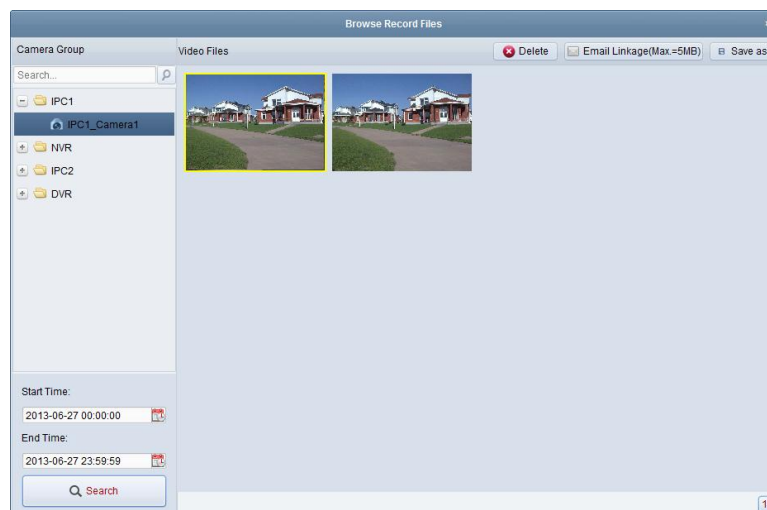 Browse Record Files
Camera Group
Video Files
Delete
Email Linkage(Max.=5MB)
Save as
Search...
IPC1
IPC1_Camera1
NVR
IPC2
DVR
Start Time:
2013-06-27 00:00:00
End Time:
2013-06-27 23:59:59
Search
1